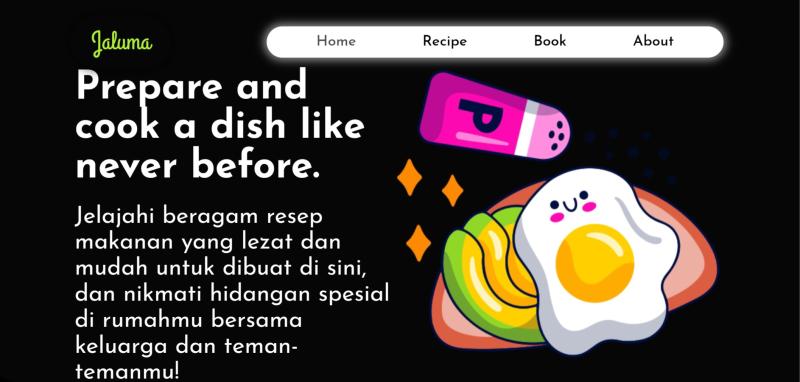 Jaluma
Home Recipe Book About
Prepare and
cook a dish like
never before.
P
Jelajahi beragam resep
makanan yang lezat dan
mudah untuk dibuat di sini,
dan nikmati hidangan spesial
di rumahmu bersama
keluarga dan teman-
temanmu!